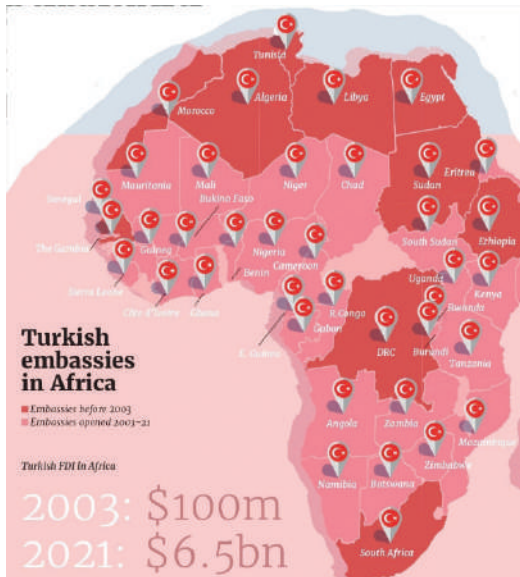 Tunisia
Morocco
Algeria
Libya
Egypt
Mauritania
Mali
Niger
Chad
Sudan
Eritrea
Senegal
Bukino Faso
The Gambia
Guinea
Nigeria
South Sudan
Ethiopia
Benin
Cameroon
Sierra Leone
Côte d'Ivoire
Ghana
Uganda
Kenya
R.Congo
Rwanda
Gabon
E. Guinea
DRC
Burundi
Tanzania
Turkish
embassies
in Africa
Embassies before 2003
Embassies opened 2003–21
Angola
Zambia
Mozambique
Zimbabwe
Turkish FDI In Africa
Namibia
Botswana
2003: $100m
2021: $6.5bn
South Africa